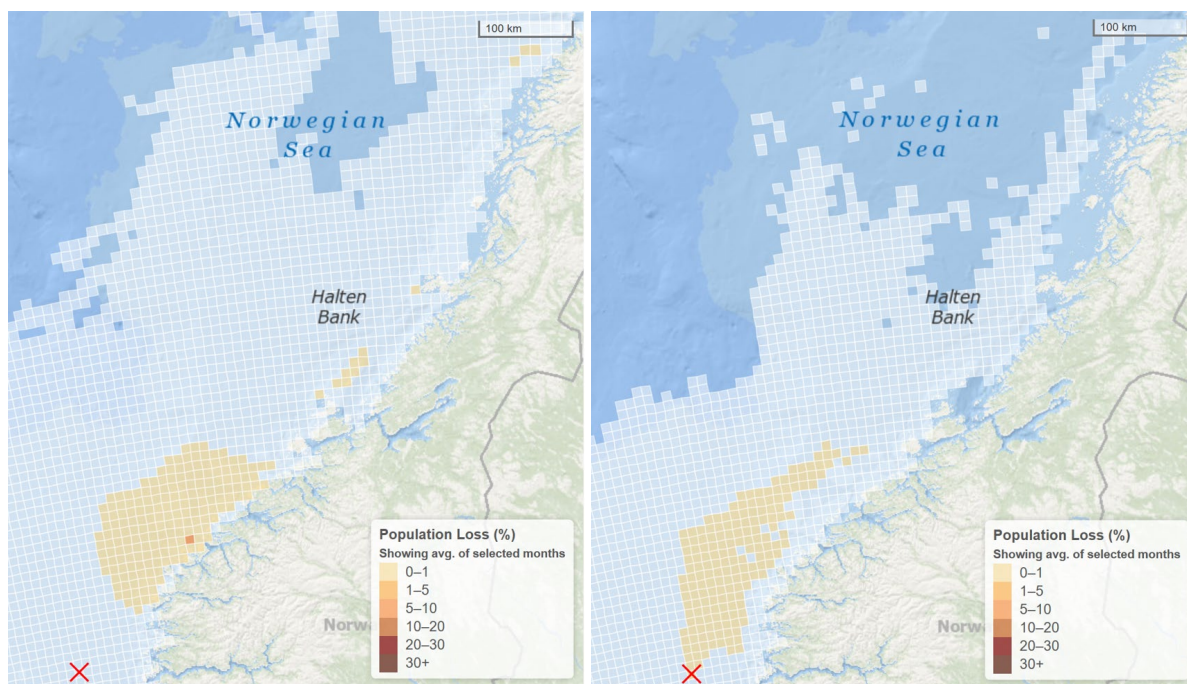 100 km
Norwegian
Sea
Halten
Bank
Population Loss (%)
Showing avg. of selected months
0–1
1–5
5–10
10–20
20–30
30+
Norw
100 km
Norwegian
Sea
Halten
Bank
Population Loss (%)
Showing avg. of selected months
0–1
1–5
5–10
10–20
20–30
30+
Norw